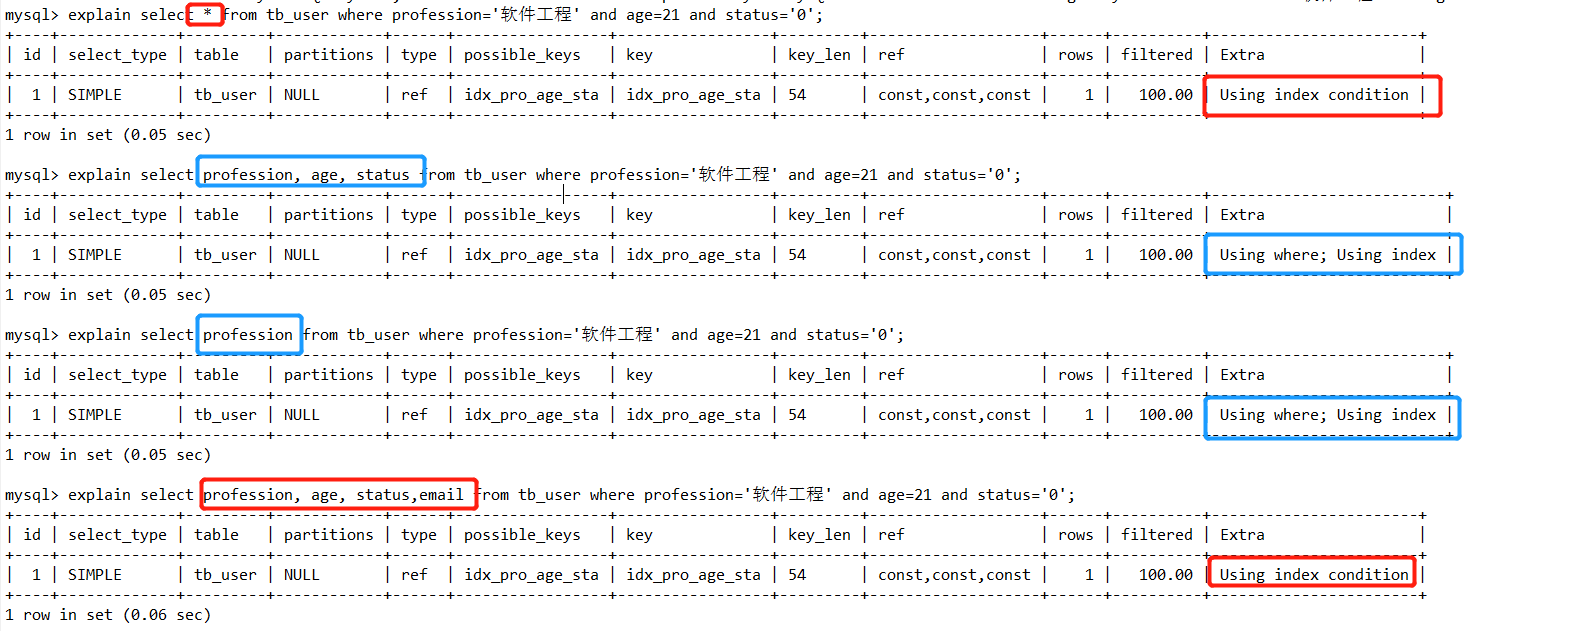 mysql> explain select * from tb_user where profession='软件工程' and age=21 and status='0';
+----+-------------+---------+------------+------+-----------------+-----------------+---------+-------------------+------+----------+-----------------------+
| id | select_type | table   | partitions | type | possible_keys   | key             | key_len | ref               | rows | filtered | Extra                 |
+----+-------------+---------+------------+------+-----------------+-----------------+---------+-------------------+------+----------+-----------------------+
|  1 | SIMPLE      | tb_user | NULL       | ref  | idx_pro_age_sta | idx_pro_age_sta | 54      | const,const,const |    1 |   100.00 | Using index condition |
+----+-------------+---------+------------+------+-----------------+-----------------+---------+-------------------+------+----------+-----------------------+
1 row in set (0.05 sec)
mysql> explain select profession, age, status from tb_user where profession='软件工程' and age=21 and status='0';
+----+-------------+---------+------------+------+-----------------+-----------------+---------+-------------------+------+----------+--------------------------+
| id | select_type | table   | partitions | type | possible_keys   | key             | key_len | ref               | rows | filtered | Extra                    |
+----+-------------+---------+------------+------+-----------------+-----------------+---------+-------------------+------+----------+--------------------------+
|  1 | SIMPLE      | tb_user | NULL       | ref  | idx_pro_age_sta | idx_pro_age_sta | 54      | const,const,const |    1 |   100.00 | Using where; Using index |
+----+-------------+---------+------------+------+-----------------+-----------------+---------+-------------------+------+----------+--------------------------+
1 row in set (0.05 sec)
mysql> explain select profession from tb_user where profession='软件工程' and age=21 and status='0';
+----+-------------+---------+------------+------+-----------------+-----------------+---------+-------------------+------+----------+--------------------------+
| id | select_type | table   | partitions | type | possible_keys   | key             | key_len | ref               | rows | filtered | Extra                    |
+----+-------------+---------+------------+------+-----------------+-----------------+---------+-------------------+------+----------+--------------------------+
|  1 | SIMPLE      | tb_user | NULL       | ref  | idx_pro_age_sta | idx_pro_age_sta | 54      | const,const,const |    1 |   100.00 | Using where; Using index |
+----+-------------+---------+------------+------+-----------------+-----------------+---------+-------------------+------+----------+--------------------------+
1 row in set (0.05 sec)
mysql> explain select profession, age, status,email from tb_user where profession='软件工程' and age=21 and status='0';
+----+-------------+---------+------------+------+-----------------+-----------------+---------+-------------------+------+----------+-----------------------+
| id | select_type | table   | partitions | type | possible_keys   | key             | key_len | ref               | rows | filtered | Extra                 |
+----+-------------+---------+------------+------+-----------------+-----------------+---------+-------------------+------+----------+-----------------------+
|  1 | SIMPLE      | tb_user | NULL       | ref  | idx_pro_age_sta | idx_pro_age_sta | 54      | const,const,const |    1 |   100.00 | Using index condition |
+----+-------------+---------+------------+------+-----------------+-----------------+---------+-------------------+------+----------+-----------------------+
1 row in set (0.06 sec)